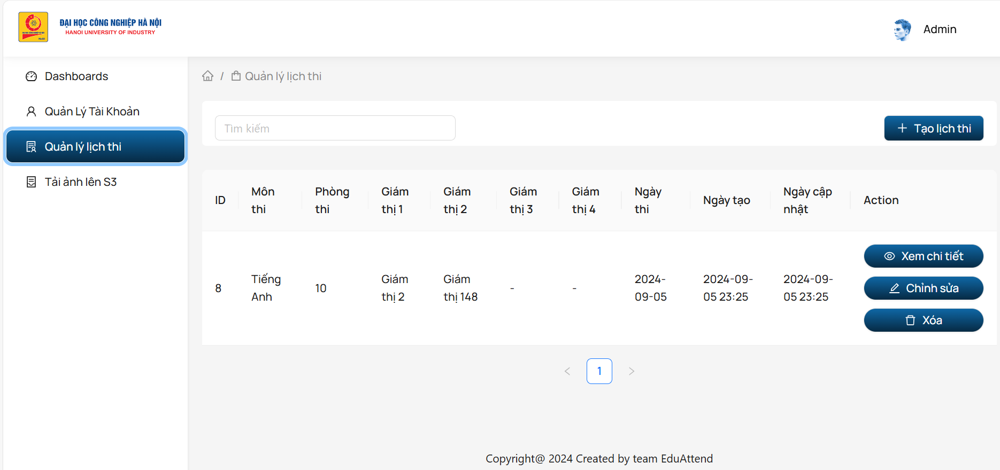 ĐẠI HỌC CÔNG NGHIỆP HÀ NỘI
HANOI UNIVERSITY OF INDUSTRY
Admin
Dashboards
Quản Lý Tài Khoản
Quản lý lịch thi
Tải ảnh lên S3
/ Quản lý lịch thi
Tìm kiếm
+ Tạo lịch thi
ID
Môn
thi
Phòng
thi
Giám
thị 1
Giám
thị 2
Giám
thị 3
Giám
thị 4
Ngày
thi
Ngày tạo
Ngày cập
nhật
Action
8
Tiếng
Anh
10
Giám
thị 2
Giám
thị 148
-
-
2024-
09-05
2024-09-
05 23:25
2024-09-
05 23:25
Xem chi tiết
Chỉnh sửa
Xóa
< 1 >
Copyright@ 2024 Created by team EduAttend